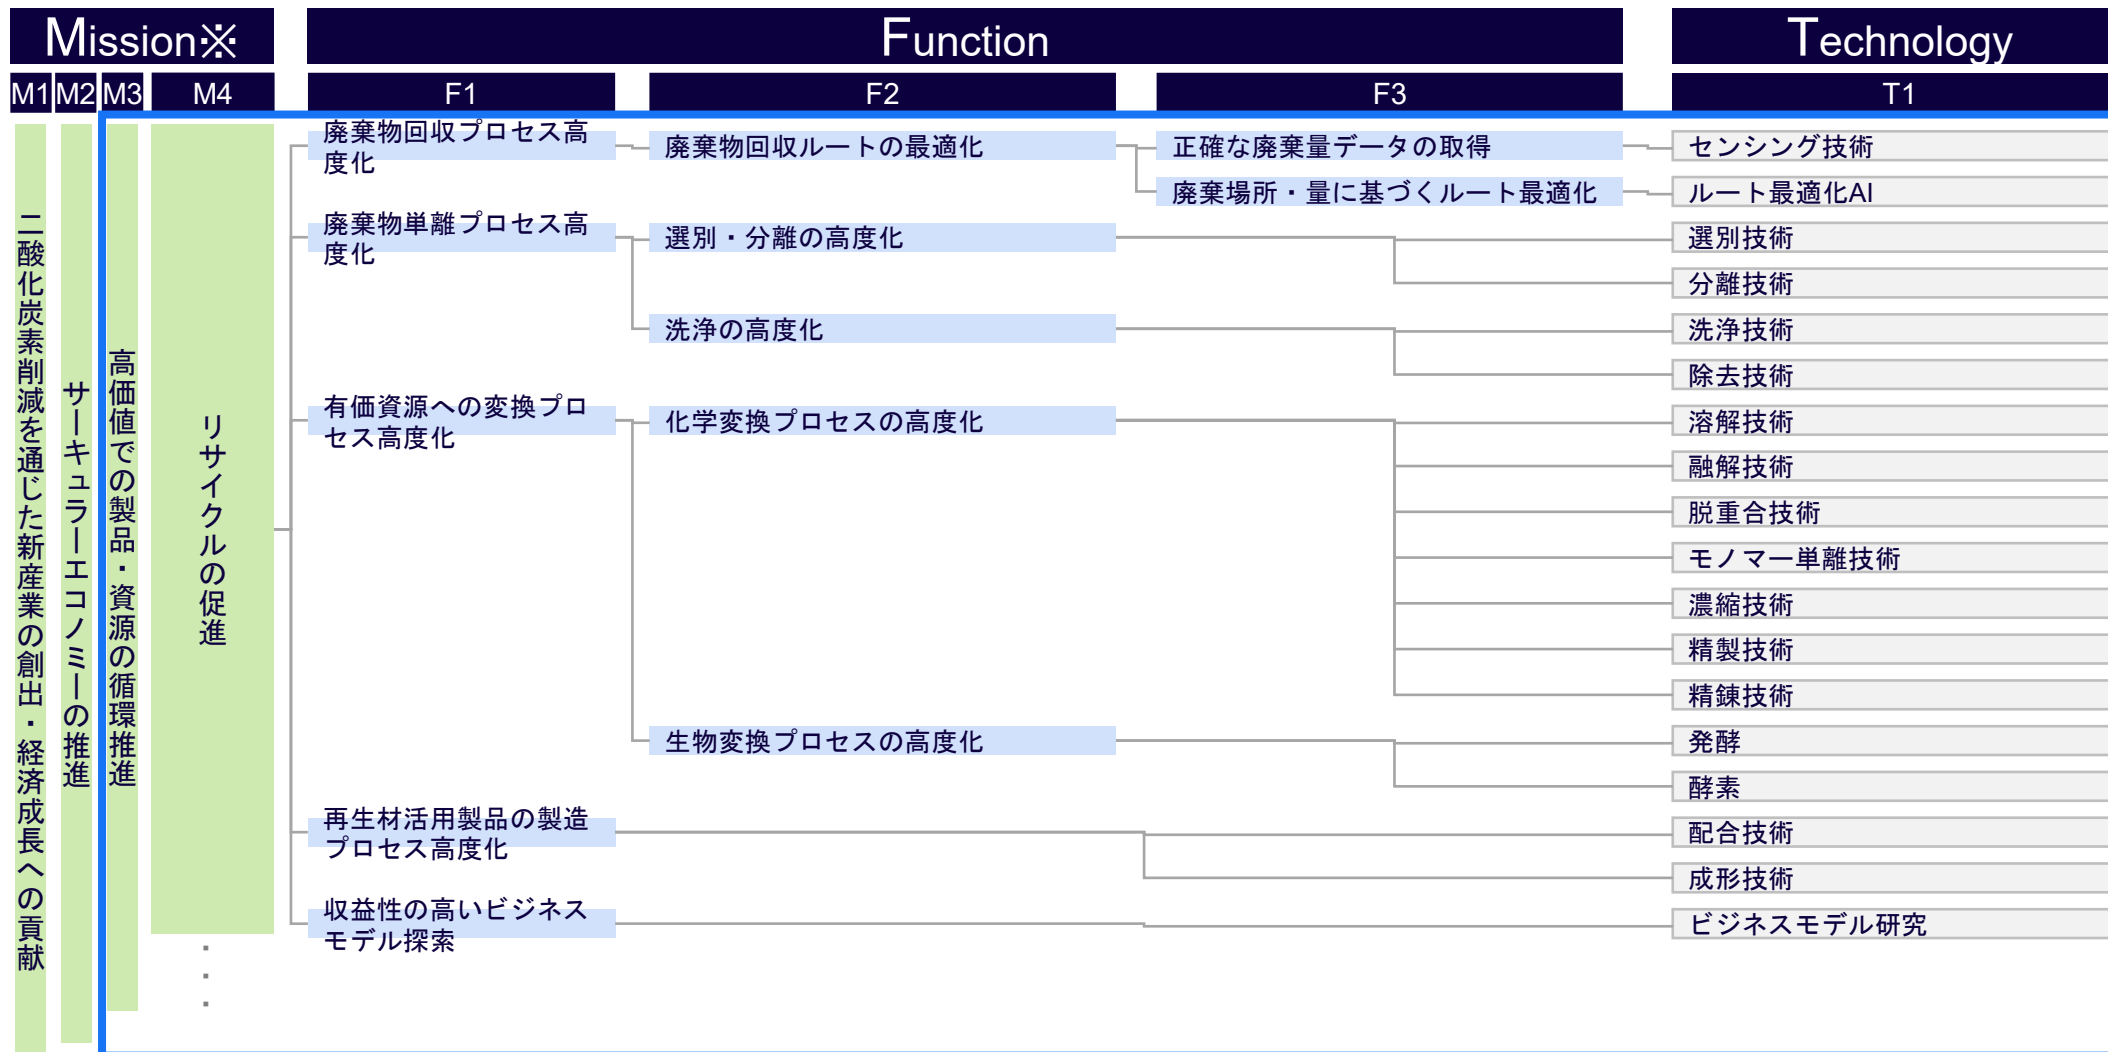 Mission※
Function
Technology
M1
M2
M3
M4
F1
F2
F3
T1
二酸化炭素削減を通じた新産業の創出・経済成長への貢献
サーキュラーエコノミーの推進
高価値での製品・資源の循環推進
リサイクルの促進
・
・
・
廃棄物回収プロセス高
度化
廃棄物回収ルートの最適化
正確な廃棄量データの取得
センシング技術
廃棄場所・量に基づくルート最適化
ルート最適化AI
廃棄物単離プロセス高
度化
選別・分離の高度化
選別技術
分離技術
洗浄の高度化
洗浄技術
除去技術
有価資源への変換プロ
セス高度化
化学変換プロセスの高度化
溶解技術
融解技術
脱重合技術
モノマー単離技術
濃縮技術
精製技術
精錬技術
生物変換プロセスの高度化
発酵
酵素
再生材活用製品の製造
プロセス高度化
配合技術
成形技術
収益性の高いビジネス
モデル探索
ビジネスモデル研究